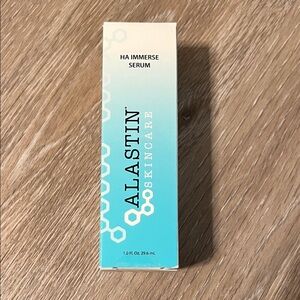 HA IMMERSE
SERUM
ALASTIN
SKINCARE
1.0 Fl. Oz. 29.6 mL